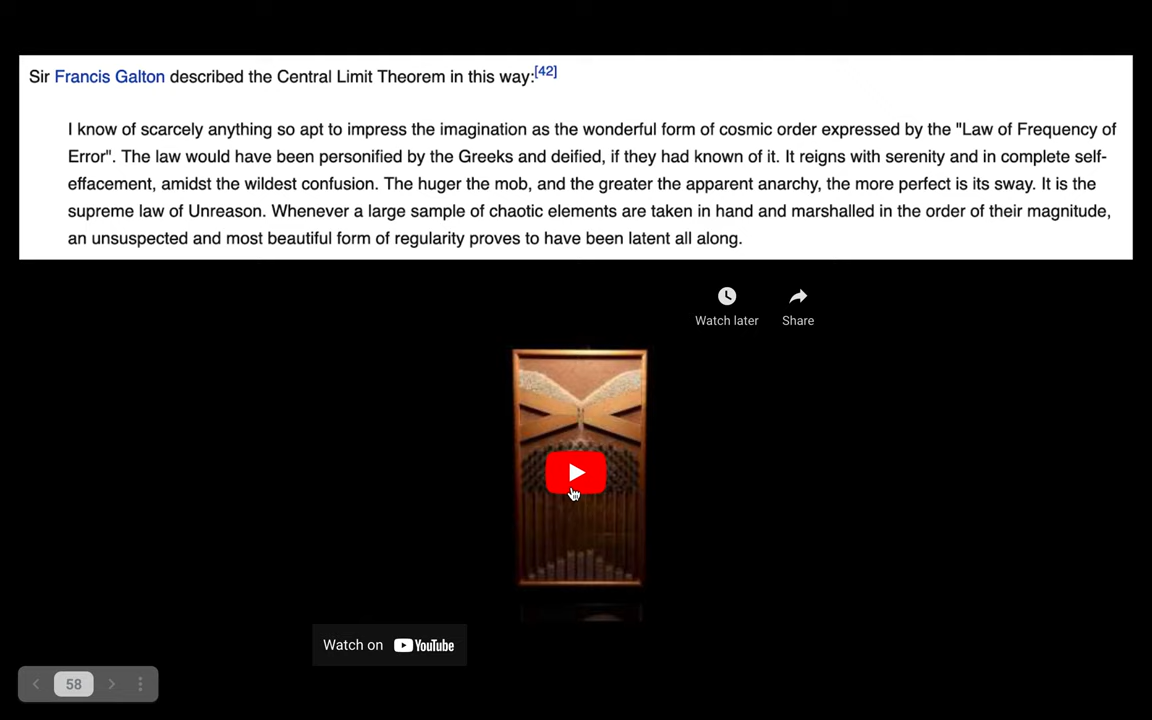 Sir Francis Galton described the Central Limit Theorem in this way:[42]
I know of scarcely anything so apt to impress the imagination as the wonderful form of cosmic order expressed by the "Law of Frequency of
Error". The law would have been personified by the Greeks and deified, if they had known of it. It reigns with serenity and in complete self-
effacement, amidst the wildest confusion. The huger the mob, and the greater the apparent anarchy, the more perfect is its sway. It is the
supreme law of Unreason. Whenever a large sample of chaotic elements are taken in hand and marshalled in the order of their magnitude,
an unsuspected and most beautiful form of regularity proves to have been latent all along.
Watch later Share
Watch on YouTube
58